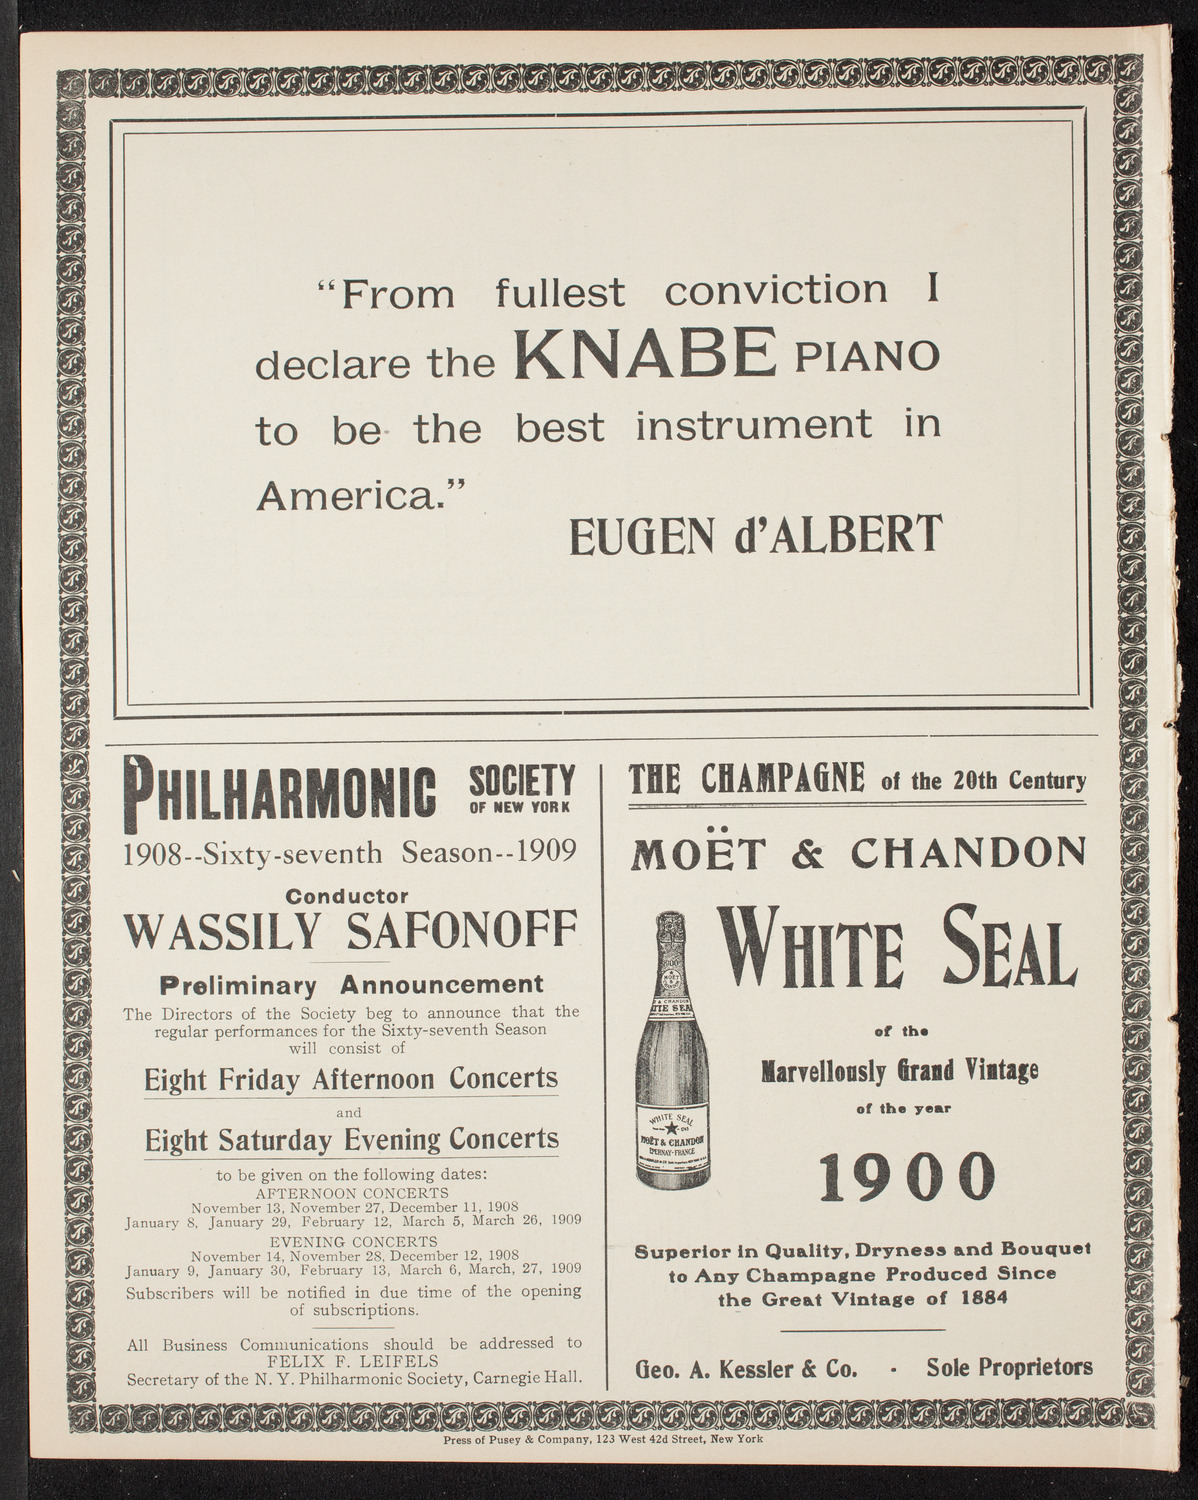 “From fullest conviction I
declare the KNABE PIANO
to be the best instrument in
America.”
EUGEN d’ALBERT
PHILHARMONIC SOCIETY
OF NEW YORK
1908--Sixty-seventh Season--1909
Conductor
WASSILY SAFONOFF
Preliminary Announcement
The Directors of the Society beg to announce that the
regular performances for the Sixty-seventh Season
will consist of
Eight Friday Afternoon Concerts
and
Eight Saturday Evening Concerts
to be given on the following dates:
AFTERNOON CONCERTS
November 13, November 27, December 11, 1908
January 8, January 29, February 12, March 5, March 26, 1909
EVENING CONCERTS
November 14, November 28, December 12, 1908
January 9, January 30, February 13, March 6, March, 27, 1909
Subscribers will be notified in due time of the opening
of subscriptions.
All Business Communications should be addressed to
FELIX F. LEIFELS
Secretary of the N. Y. Philharmonic Society, Carnegie Hall.
THE CHAMPAGNE of the 20th Century
MOËT & CHANDON
WHITE SEAL
of the
Marvellously Grand Vintage
of the year
1900
WHITE SEAL
MOËT & CHANDON
EPERNAY-FRANCE
Superior in Quality, Dryness and Bouquet
to Any Champagne Produced Since
the Great Vintage of 1884
Geo. A. Kessler & Co. - Sole Proprietors
Press of Pusey & Company, 123 West 42d Street, New York